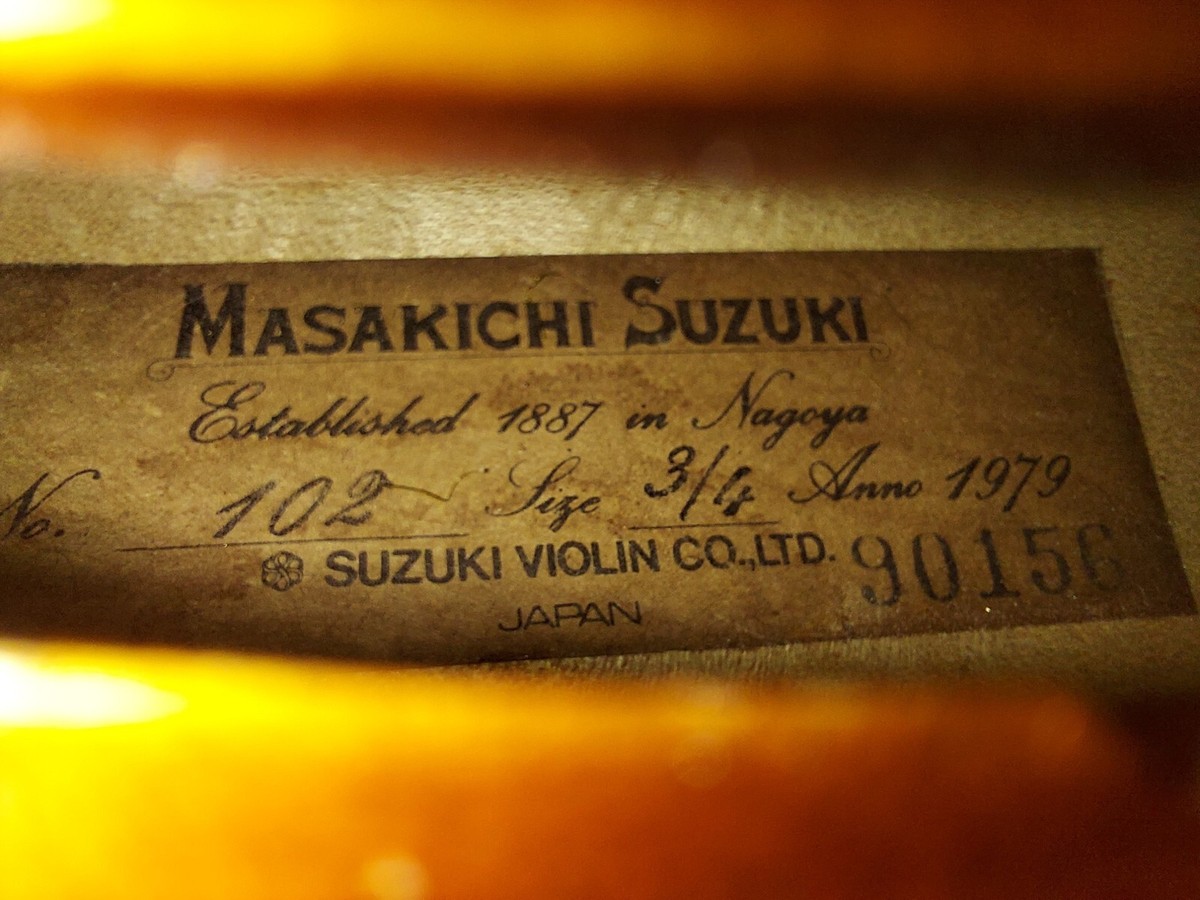 MASAKICHI SUZUKI
Established 1887 in Nagoya
No. 102 Size 3/4 Anno 1979
SUZUKI VIOLIN CO.,LTD. 90156
JAPAN